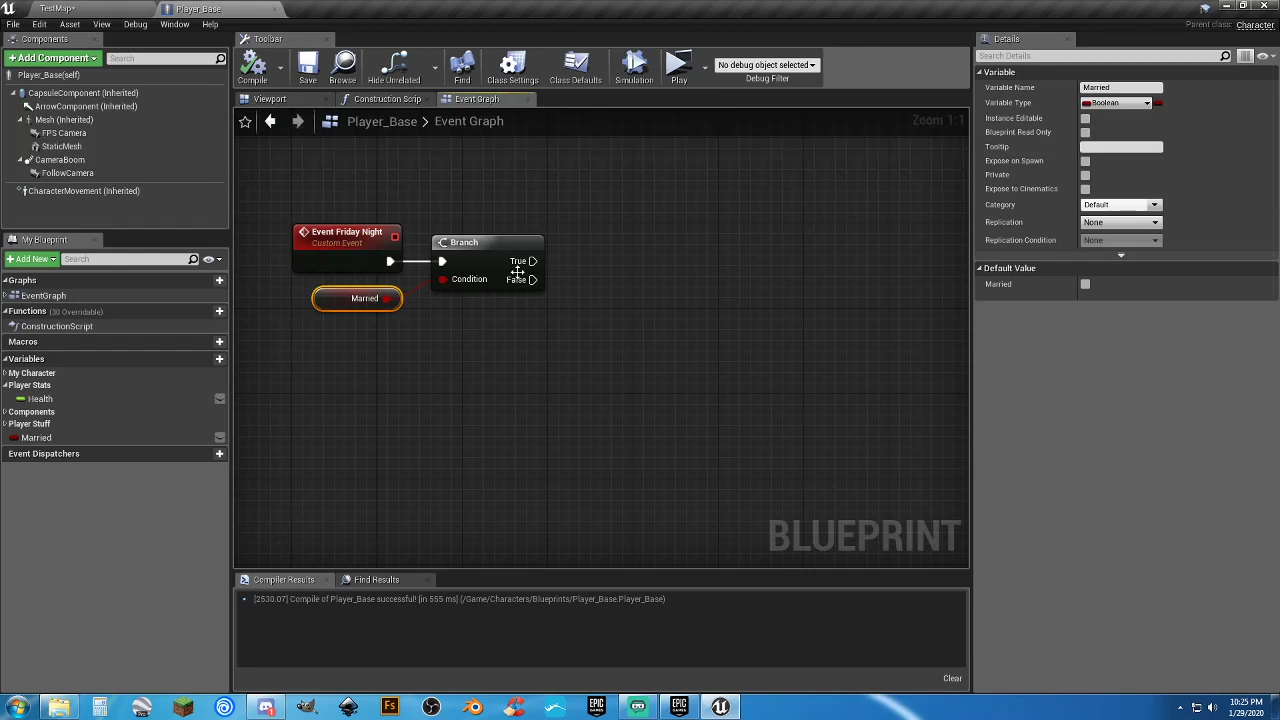 TestMap*
Player_Base
File Edit Asset View Debug Window Help
Parent class: Character
Components
+Add Component
Search
Player_Base(self)
CapsuleComponent (Inherited)
ArrowComponent (Inherited)
Mesh (Inherited)
FPS Camera
StaticMesh
CameraBoom
FollowCamera
CharacterMovement (Inherited)
My Blueprint
+Add New
Search
Graphs
EventGraph
Functions (30 Overridable)
ConstructionScript
Macros
Variables
My Character
Player Stats
Health
Components
Player Stuff
Married
Event Dispatchers
Toolbar
Compile
Save
Browse
Hide Unrelated
Find
Class Settings
Class Defaults
Simulation
Play
No debug object selected
Debug Filter
Viewport
Construction Scrip
Event Graph
Player_Base > Event Graph
Zoom 1:1
Event Friday Night
Custom Event
Married
Branch
True
Condition
False
BLUEPRINT
Compiler Results
Find Results
[2530.07] Compile of Player_Base successful! [in 555 ms] (/Game/Characters/Blueprints/Player_Base.Player_Base)
Clear
Details
Search Details
Variable
Variable Name Married
Variable Type Boolean
Instance Editable
Blueprint Read Only
Tooltip
Expose on Spawn
Private
Expose to Cinematics
Category Default
Replication None
Replication Condition None
Default Value
Married
Pro
Fs
EPIC
GAMES
EPIC
GAMES
10:25 PM
1/29/2020